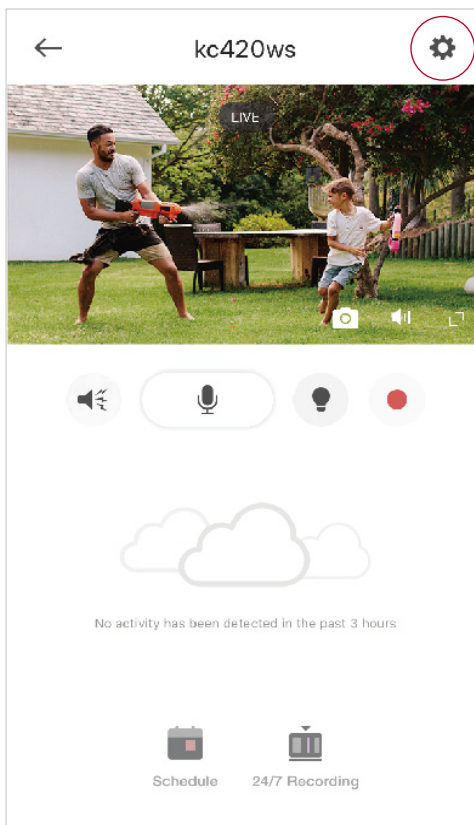 kc420ws
LIVE
No activity has been detected in the past 3 hours
Schedule
24/7 Recording